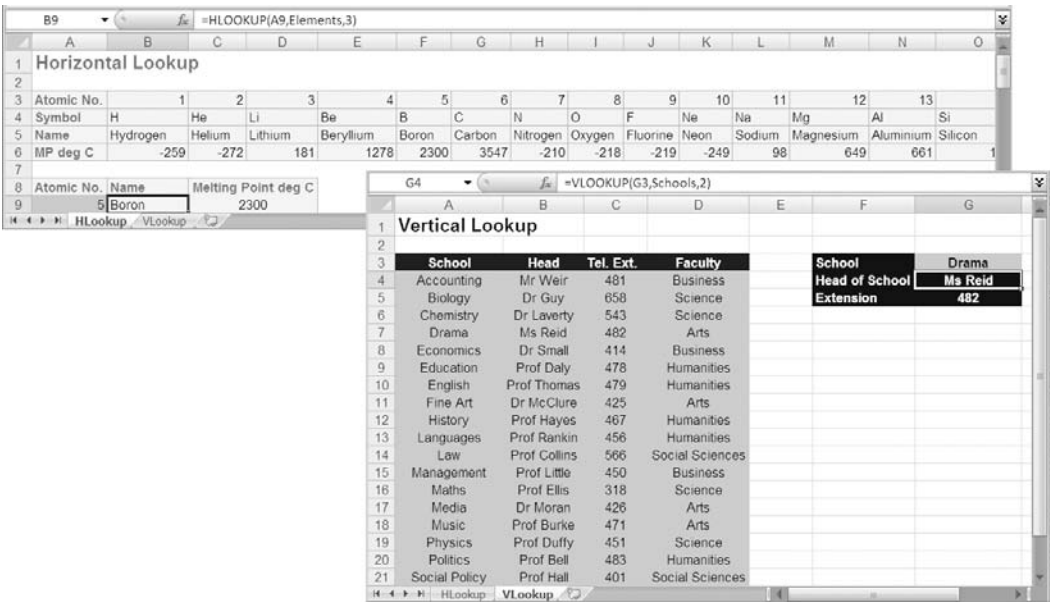 B9 fx =HLOOKUP(A9,Elements,3)
A B C D E F G H I J K L M N O
1 Horizontal Lookup
2
3 Atomic No. 1 2 3 4 5 6 7 8 9 10 11 12 13
4 Symbol H He Li Be B C N O F Ne Na Mg Al Si
5 Name Hydrogen Helium Lithium Beryllium Boron Carbon Nitrogen Oxygen Fluorine Neon Sodium Magnesium Aluminium Silicon
6 MP deg C -259 -272 181 1278 2300 3547 -210 -218 -219 -249 98 649 661 1
7
8 Atomic No. Name Melting Point deg C
9 5 Boron 2300
HLookup VLookup
G4 fx =VLOOKUP(G3,Schools,2)
A B C D E F G
1 Vertical Lookup
2
3 School Head Tel. Ext. Faculty School Drama
4 Accounting Mr Weir 481 Business Head of School Ms Reid
5 Biology Dr Guy 658 Science Extension 482
6 Chemistry Dr Laverty 543 Science
7 Drama Ms Reid 482 Arts
8 Economics Dr Small 414 Business
9 Education Prof Daly 478 Humanities
10 English Prof Thomas 479 Humanities
11 Fine Art Dr McClure 425 Arts
12 History Prof Hayes 467 Humanities
13 Languages Prof Rankin 456 Humanities
14 Law Prof Collins 566 Social Sciences
15 Management Prof Little 450 Business
16 Maths Prof Ellis 318 Science
17 Media Dr Moran 426 Arts
18 Music Prof Burke 471 Arts
19 Physics Prof Duffy 451 Science
20 Politics Prof Bell 483 Humanities
21 Social Policy Prof Hall 401 Social Sciences
HLookup VLookup